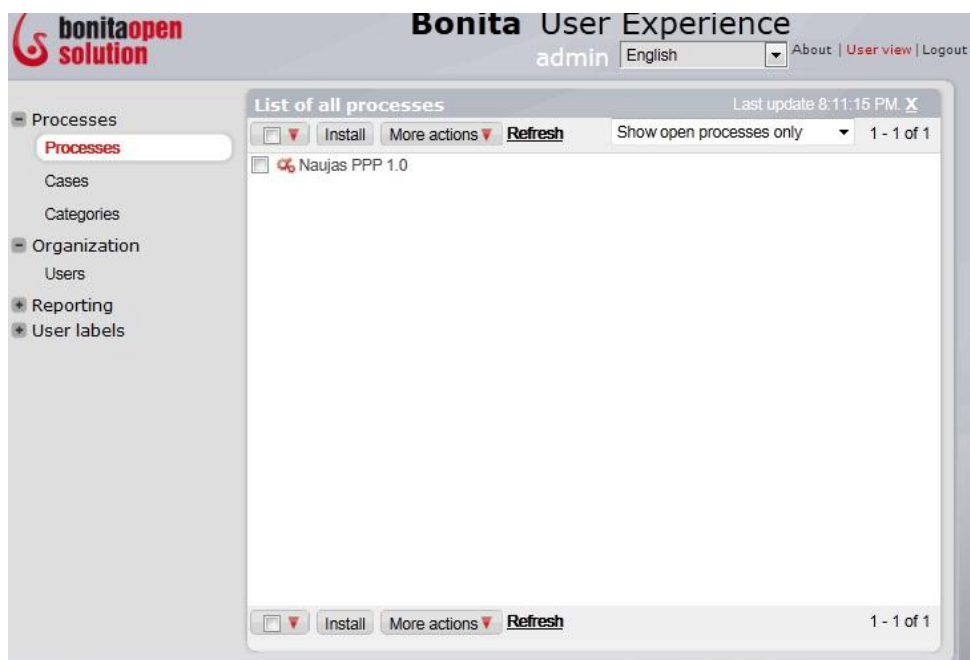 bonitaopen
solution
Bonita User Experience
admin English About | User view | Logout
Processes
Processes
Cases
Categories
Organization
Users
Reporting
User labels
List of all processes Last update 8:11:15 PM. X
Install More actions Refresh Show open processes only 1 - 1 of 1
Naujas PPP 1.0
Install More actions Refresh 1 - 1 of 1